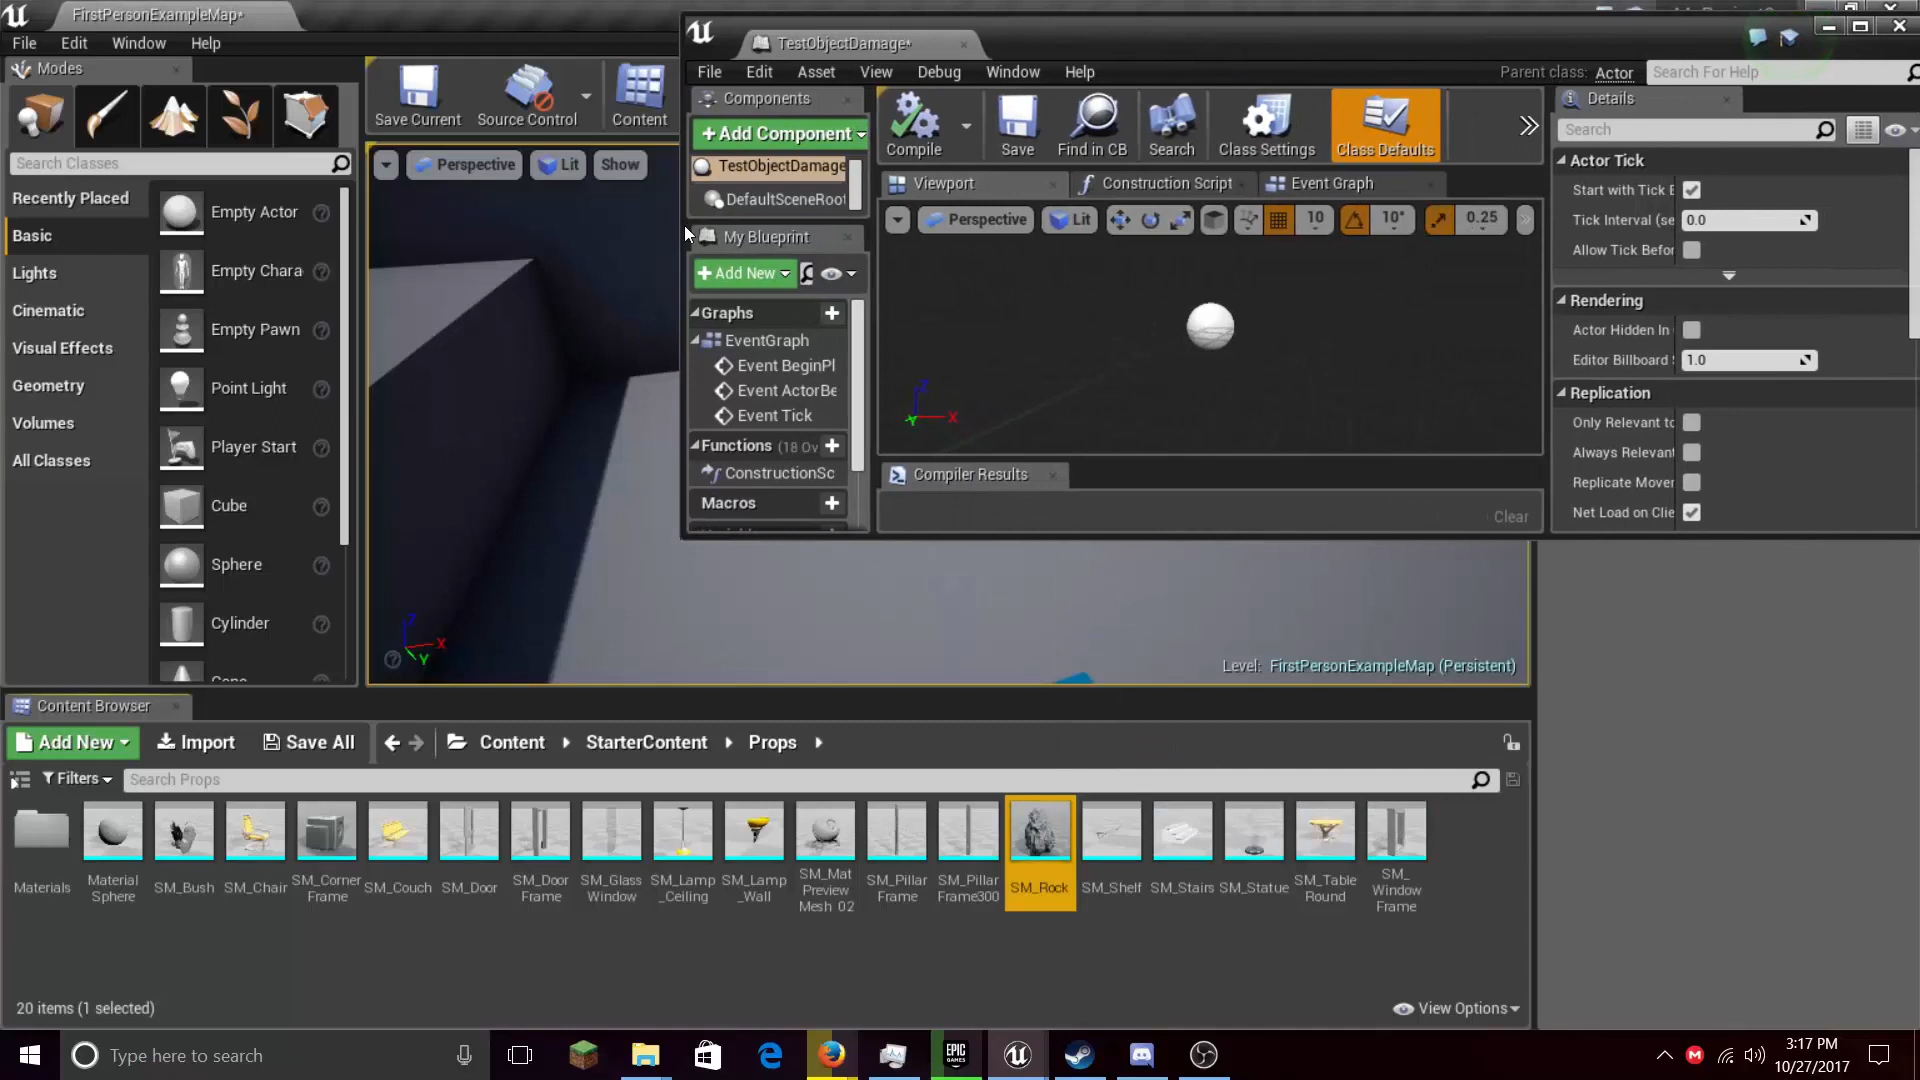 FirstPersonExampleMap*
File Edit Window Help
Modes
Search Classes
Recently Placed
Basic
Lights
Cinematic
Visual Effects
Geometry
Volumes
All Classes
Empty Actor
Empty Chara
Empty Pawn
Point Light
Player Start
Cube
Sphere
Cylinder
Save Current Source Control Content
Perspective Lit Show
Level: FirstPersonExampleMap (Persistent)
TestObjectDamage*
File Edit Asset View Debug Window Help
Parent class: Actor Search For Help
Components
+Add Component
TestObjectDamage
DefaultSceneRoot
My Blueprint
+Add New
Graphs
EventGraph
Event BeginPl
Event ActorBe
Event Tick
Functions (18 Ov
ConstructionSc
Macros
Compile Save Find in CB Search Class Settings Class Defaults
Viewport Construction Script Event Graph
Perspective Lit 10 10° 0.25
X
Compiler Results
Clear
Details
Search
Actor Tick
Start with Tick E
Tick Interval (se 0.0
Allow Tick Befor
Rendering
Actor Hidden In
Editor Billboard 1.0
Replication
Only Relevant to
Always Relevant
Replicate Mover
Net Load on Clie
X
Y
Content Browser
Add New Import Save All Content StarterContent Props
Filters Search Props
Materials
Material Sphere
SM_Bush
SM_Chair
SM_Corner Frame
SM_Couch
SM_Door
SM_Door Frame
SM_Glass Window
SM_Lamp _Ceiling
SM_Lamp _Wall
SM_Mat Preview Mesh 02
SM_Pillar Frame
SM_Pillar Frame300
SM_Rock
SM_Shelf
SM_Stairs
SM_Statue
SM_Table Round
SM_ Window Frame
20 items (1 selected)
View Options
Type here to search
EPIC GAMES
3:17 PM
10/27/2017